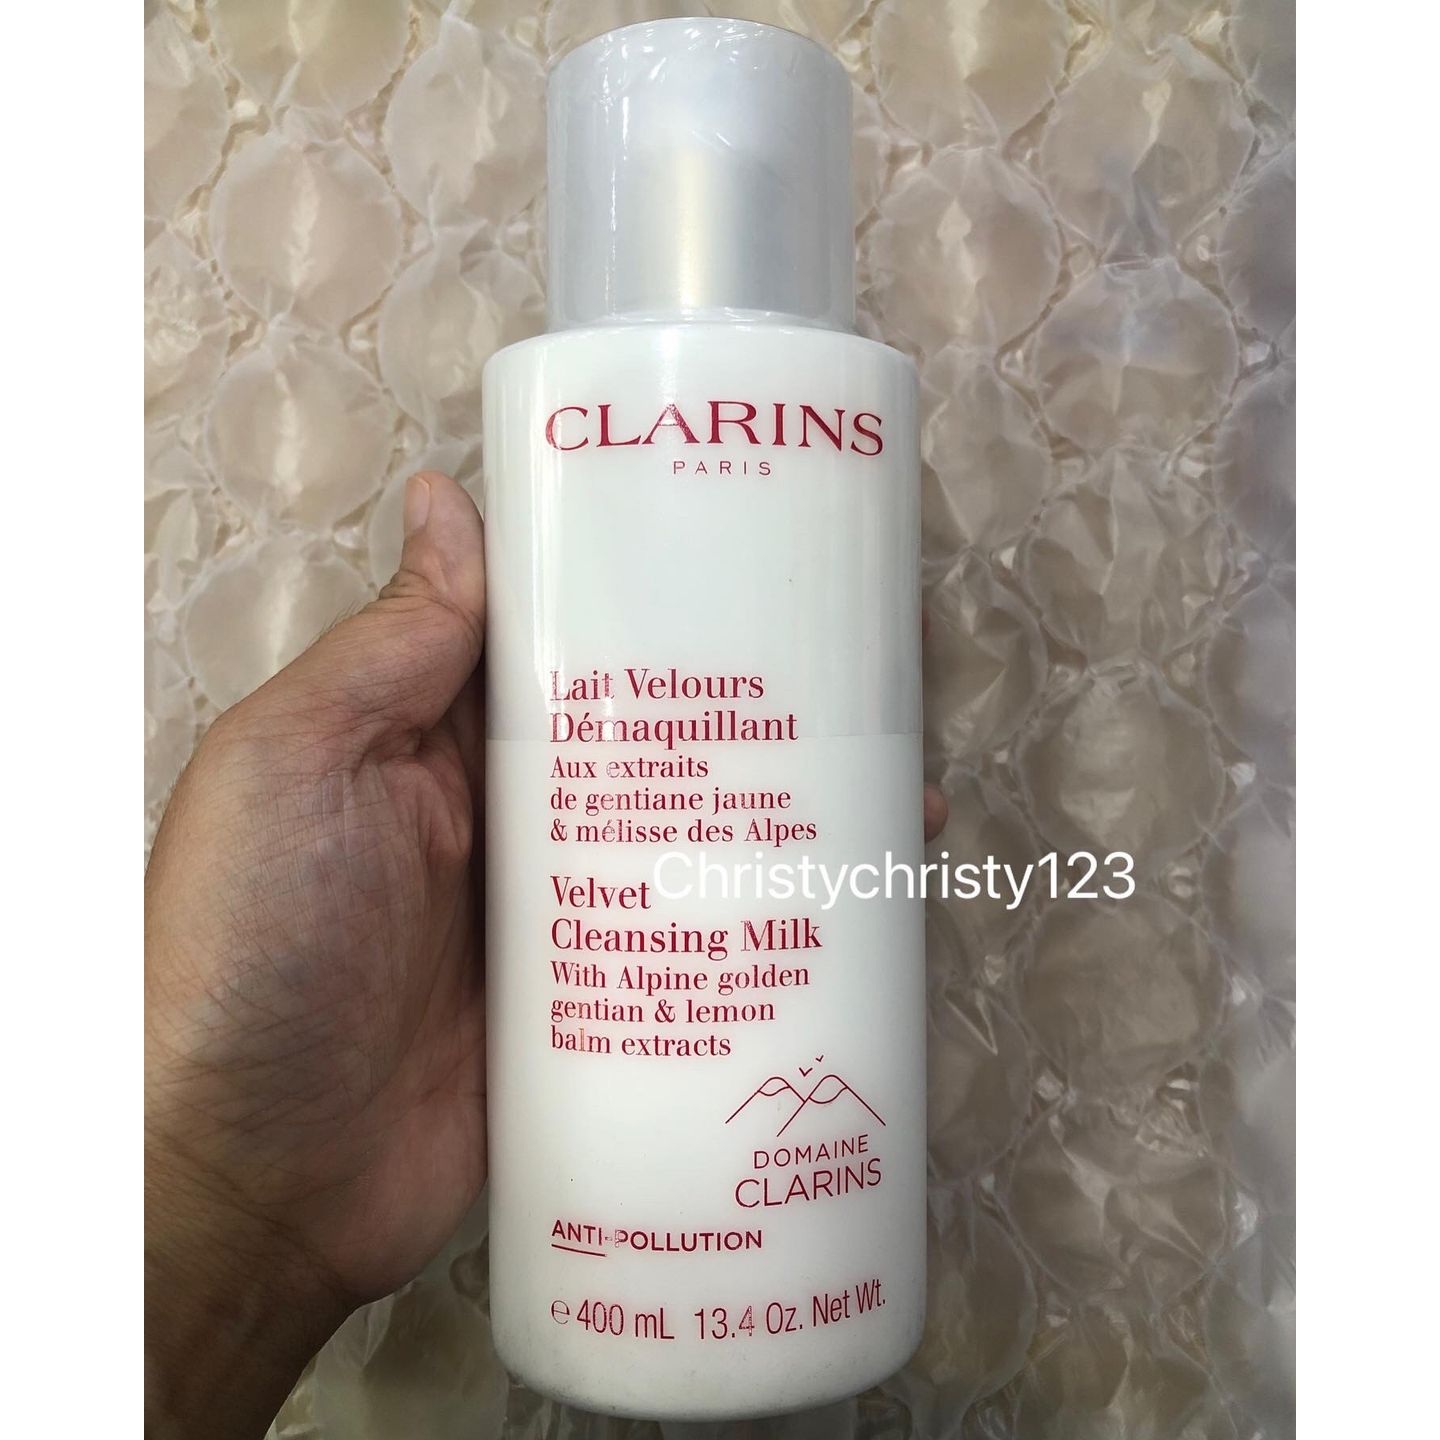 CLARINS
PARIS
Lait Velours
Démaquillant
Aux extraits
de gentiane jaune
& mélisse des Alpes
Christychristy123
Velvet
Cleansing Milk
With Alpine golden
gentian & lemon
balm extracts
DOMAINE
CLARINS
ANTI-POLLUTION
℮ 400 mL 13.4 Oz. Net Wt.